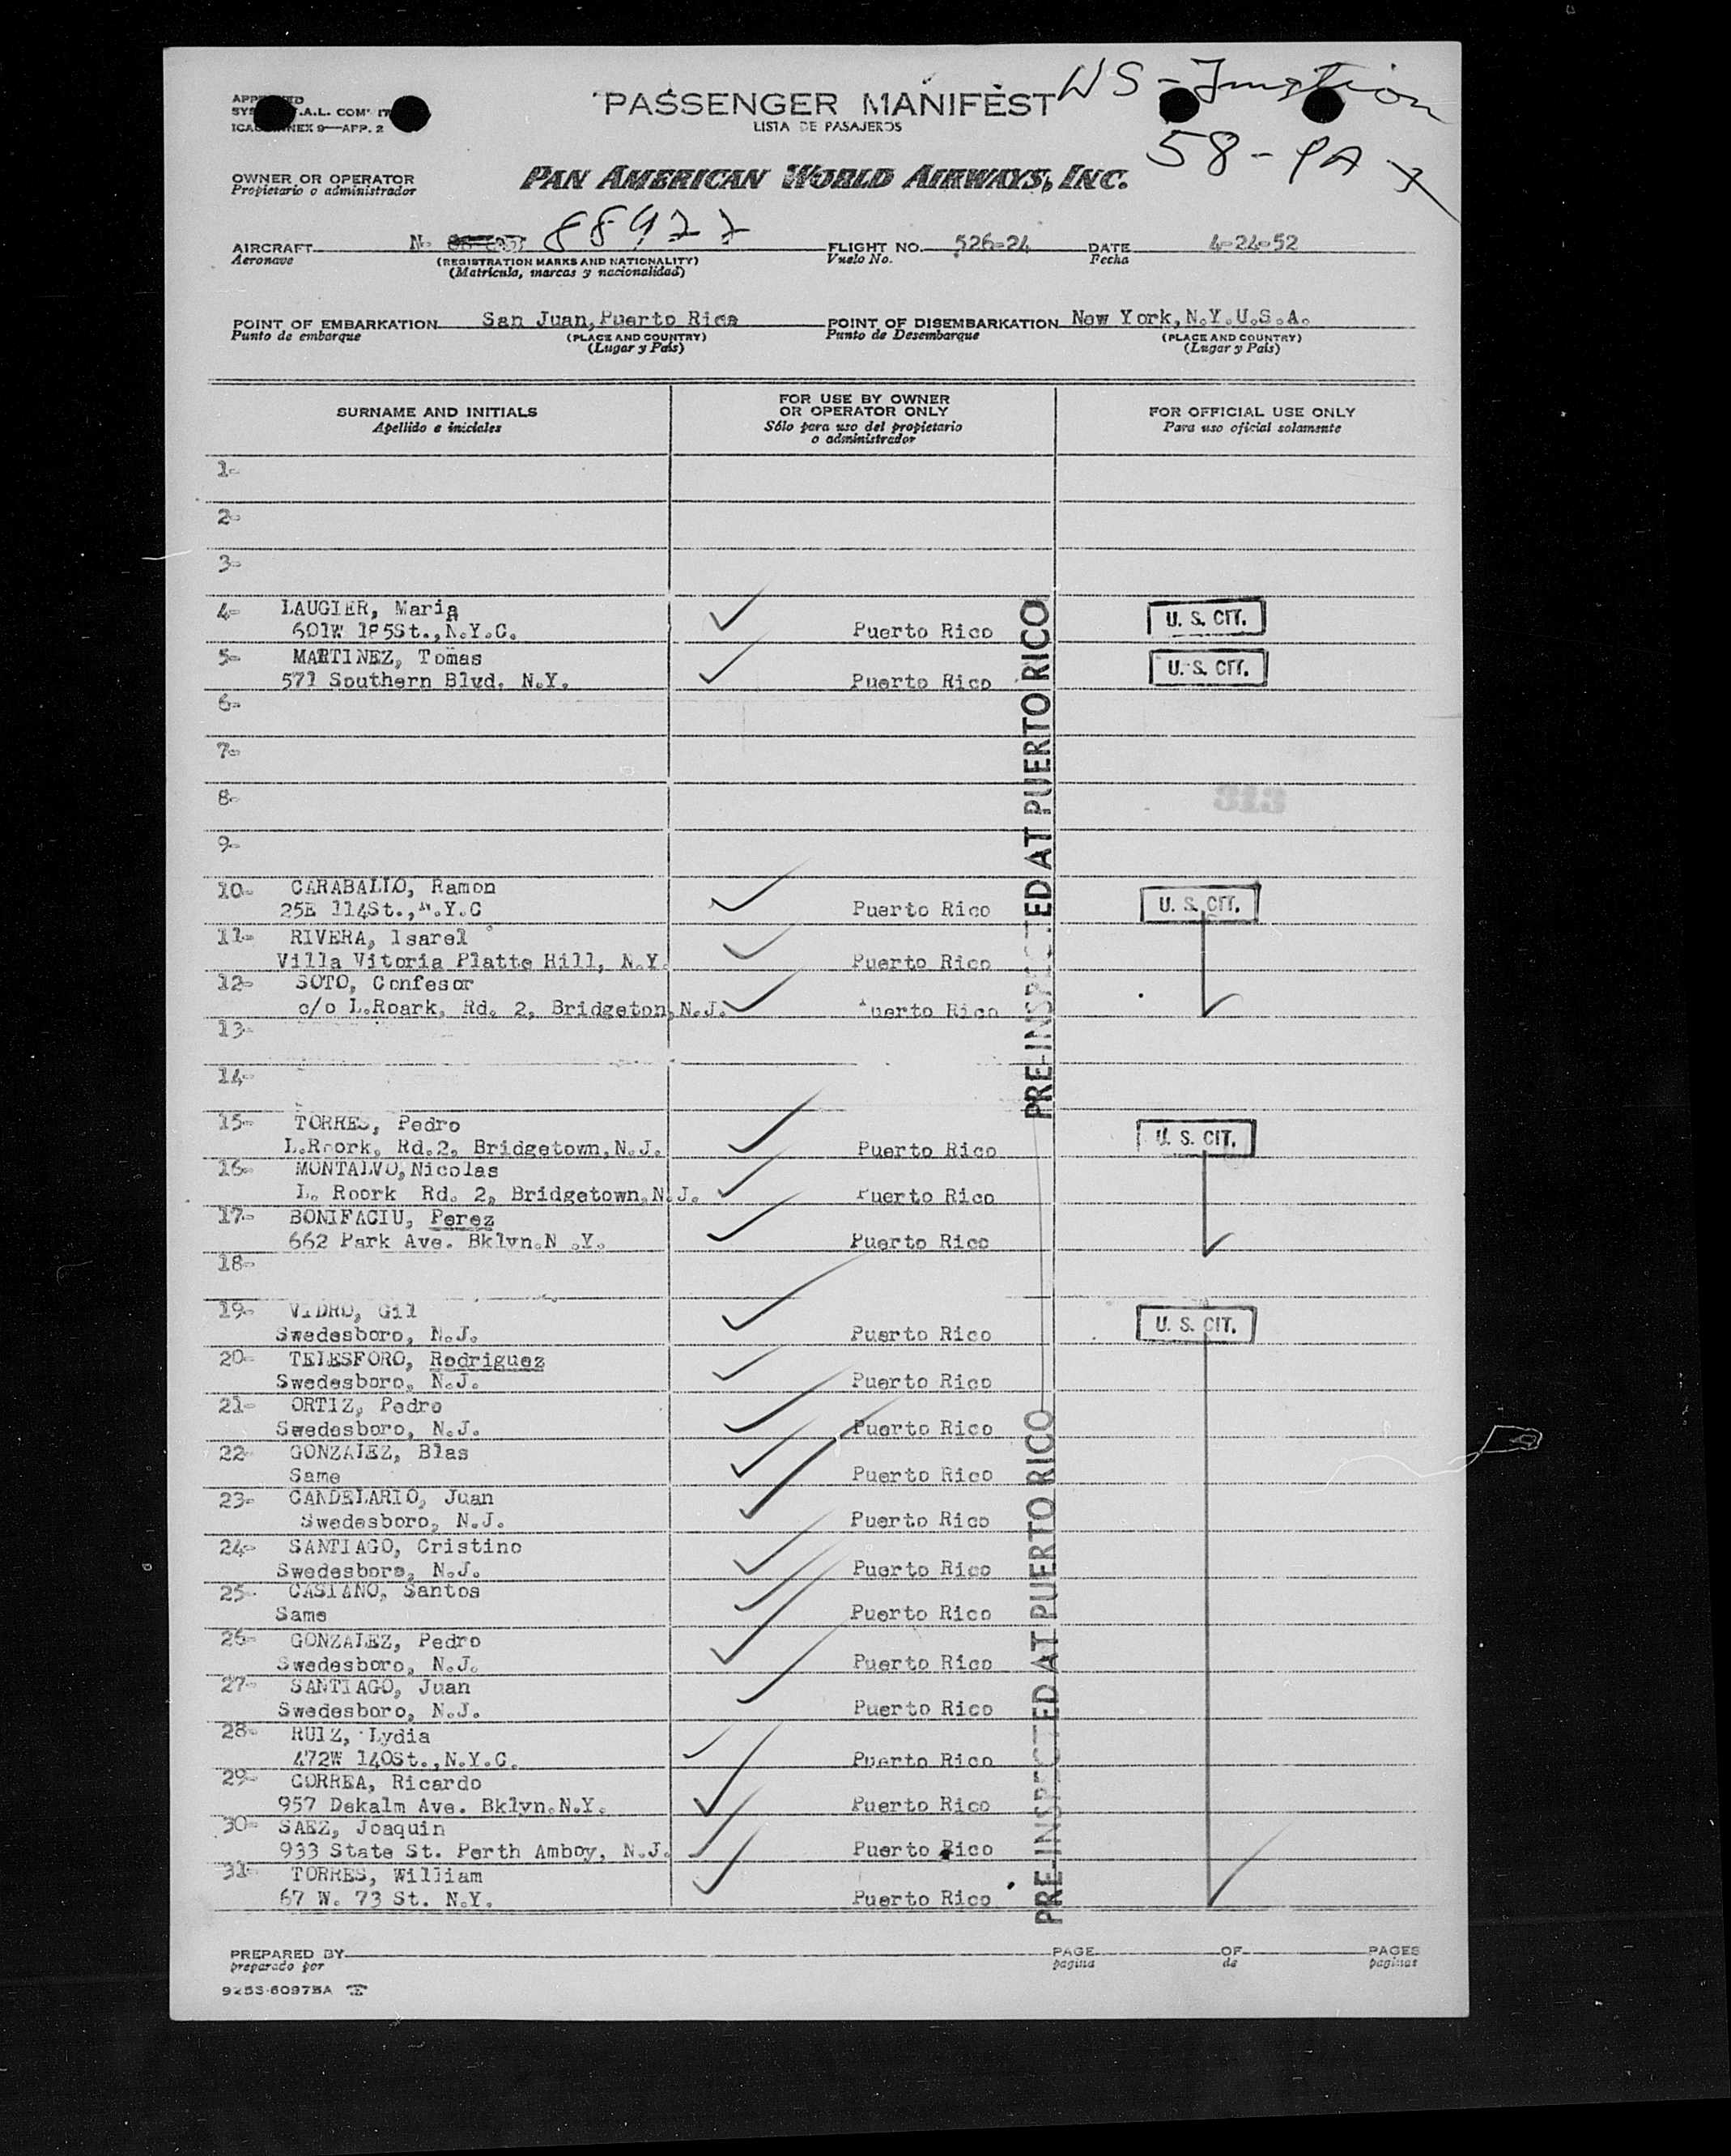 PASSENGER MANIFEST
LISTA DE PASAJEROS
WS-
58-PA
ICAO ANNEX 9—APP. 2
OWNER OR OPERATOR
Propietario o administrador
PAN AMERICAN WORLD AIRWAYS, INC.
AIRCRAFT N- 88922 FLIGHT NO. 526-24 DATE 4-24-52
Aeronave (REGISTRATION MARKS AND NATIONALITY) Vuelo No. Fecha
(Matrícula, marcas y nacionalidad)
POINT OF EMBARKATION San Juan, Puerto Rico POINT OF DISEMBARKATION New York,N.Y.U.S.A.
Punto de embarque (PLACE AND COUNTRY) Punto de Desembarque (PLACE AND COUNTRY)
(Lugar y País) (Lugar y País)
SURNAME AND INITIALS
Apellido e iniciales
FOR USE BY OWNER
OR OPERATOR ONLY
Sólo para uso del propietario
o administrador
FOR OFFICIAL USE ONLY
Para uso oficial solamente
1-
2-
3-
4- LAUGIER, Maria
601W 185St.,N.Y.C. Puerto Rico U. S. CIT.
5- MARTINEZ, Tomas
571 Southern Blvd. N.Y. Puerto Rico U. S. CIT.
6-
7-
8-
313
9-
10- CARABALLO, Ramon
25E 114St.,N.Y.C Puerto Rico U. S. CIT.
11- RIVERA, Isarel
Villa Vitoria Platte Hill, N.Y. Puerto Rico
12- SOTO, Confesor
c/o L.Roark, Rd. 2, Bridgeton,N.J. Puerto Rico
13-
14-
PRE-INSPECTED AT PUERTO RICO
15- TORRES, Pedro
L.Roork, Rd.2, Bridgetown,N.J. Puerto Rico U. S. CIT.
16- MONTALVO,Nicolas
L. Roork Rd. 2, Bridgetown,N.J. Puerto Rico
17- BONIFACIU, Perez
662 Park Ave. Bklyn.N .Y. Puerto Rico
18-
19- VIDRO, Gil
Swedesboro, N.J. Puerto Rico U. S. CIT.
20- TELESFORO, Rodriguez
Swedesboro, N.J. Puerto Rico
21- ORTIZ, Pedro
Swedesboro, N.J. Puerto Rico
22- GONZALEZ, Blas
Same Puerto Rico
23- CANDELARIO, Juan
Swedesboro, N.J. Puerto Rico
24- SANTIAGO, Cristino
Swedesboro, N.J. Puerto Rico
25- CASIANO, Santos
Same Puerto Rico
26- GONZALEZ, Pedro
Swedesboro, N.J. Puerto Rico
27- SANTIAGO, Juan
Swedesboro, N.J. Puerto Rico
28- RUIZ, Lydia
472W 140St.,N.Y.C. Puerto Rico
29- CORREA, Ricardo
957 Dekalm Ave. Bklyn.N.Y. Puerto Rico
30- SAEZ, Joaquin
933 State St. Perth Amboy, N.J. Puerto Rico
31- TORRES, William
67 W. 73 St. N.Y. Puerto Rico
PRE-INSPECTED AT PUERTO RICO
PREPARED BY PAGE OF PAGES
preparado por pagina de paginas